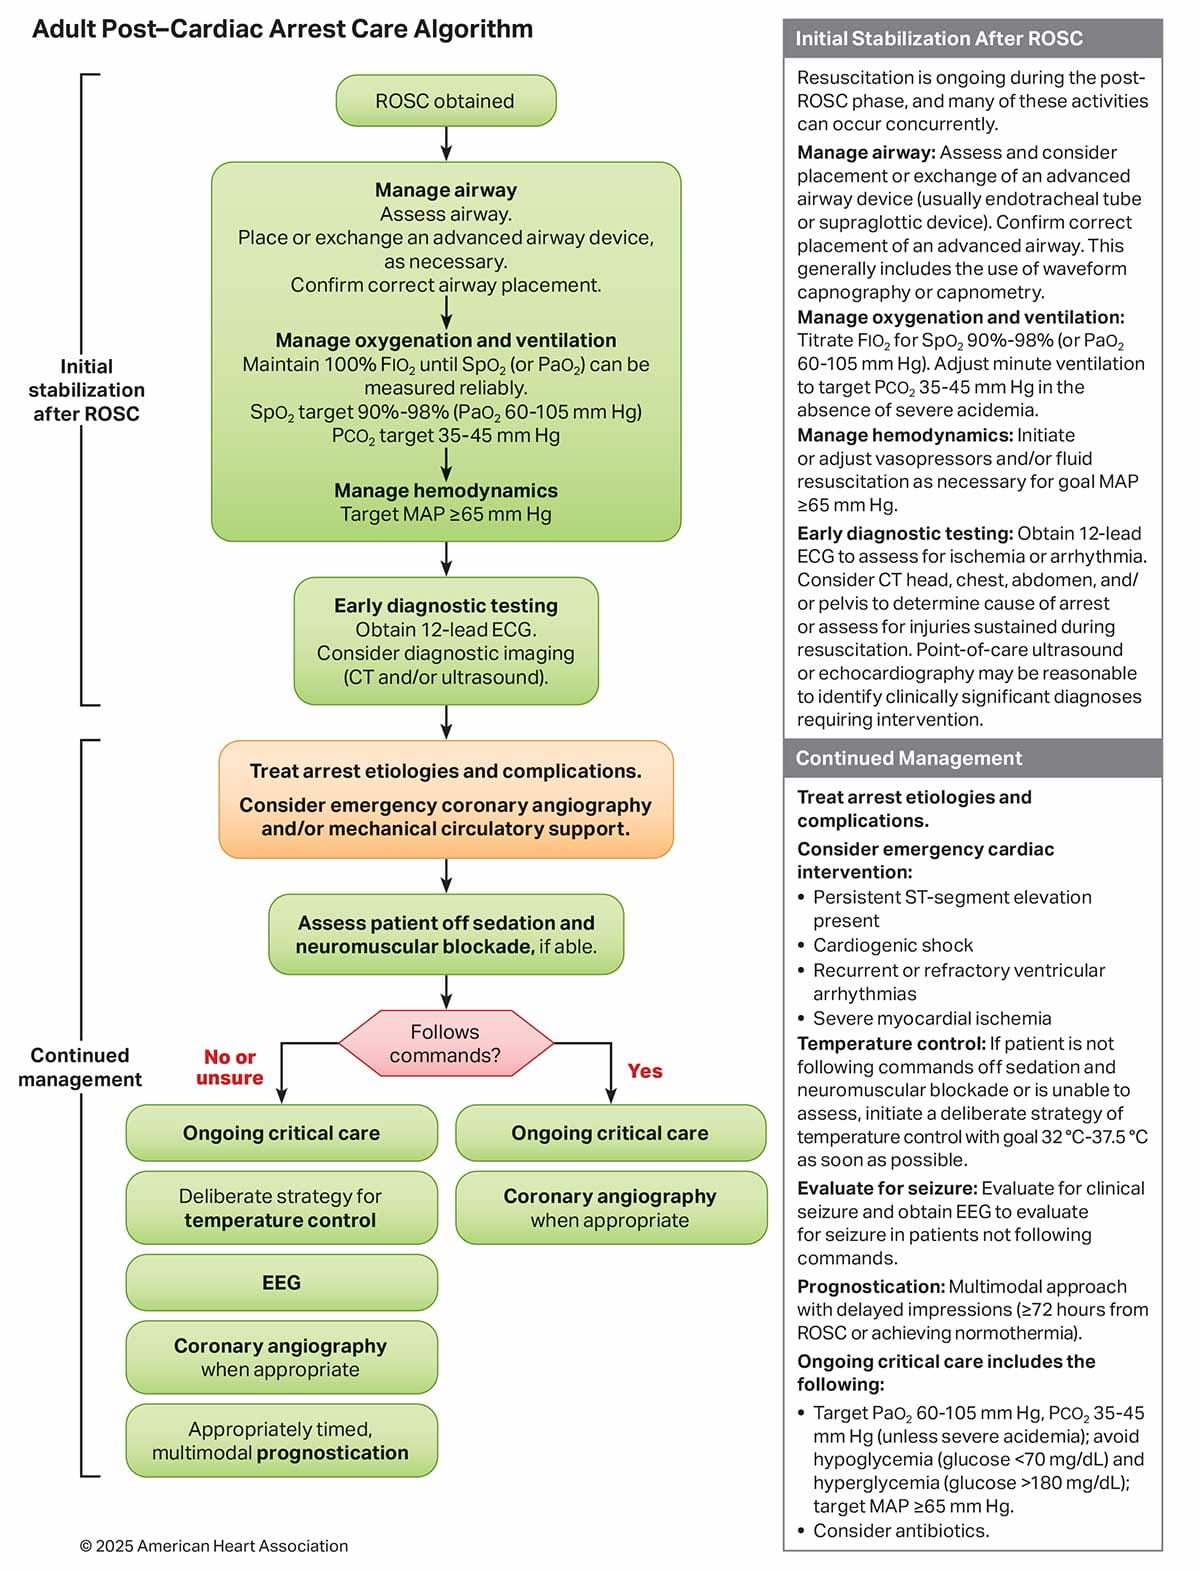 Adult Post–Cardiac Arrest Care Algorithm
Initial
stabilization
after ROSC
ROSC obtained
Manage airway
Assess airway.
Place or exchange an advanced airway device,
as necessary.
Confirm correct airway placement.
Manage oxygenation and ventilation
Maintain 100% FIO₂ until SpO₂ (or PaO₂) can be
measured reliably.
SpO₂ target 90%-98% (PaO₂ 60-105 mm Hg)
PCO₂ target 35-45 mm Hg
Manage hemodynamics
Target MAP ≥65 mm Hg
Early diagnostic testing
Obtain 12-lead ECG.
Consider diagnostic imaging
(CT and/or ultrasound).
Continued
management
Treat arrest etiologies and complications.
Consider emergency coronary angiography
and/or mechanical circulatory support.
Assess patient off sedation and
neuromuscular blockade, if able.
Follows
commands?
No or
unsure
Yes
Ongoing critical care
Deliberate strategy for
temperature control
EEG
Coronary angiography
when appropriate
Appropriately timed,
multimodal prognostication
Ongoing critical care
Coronary angiography
when appropriate
© 2025 American Heart Association
Initial Stabilization After ROSC
Resuscitation is ongoing during the post-
ROSC phase, and many of these activities
can occur concurrently.
Manage airway: Assess and consider
placement or exchange of an advanced
airway device (usually endotracheal tube
or supraglottic device). Confirm correct
placement of an advanced airway. This
generally includes the use of waveform
capnography or capnometry.
Manage oxygenation and ventilation:
Titrate FIO₂ for SpO₂ 90%-98% (or PaO₂
60-105 mm Hg). Adjust minute ventilation
to target PCO₂ 35-45 mm Hg in the
absence of severe acidemia.
Manage hemodynamics: Initiate
or adjust vasopressors and/or fluid
resuscitation as necessary for goal MAP
≥65 mm Hg.
Early diagnostic testing: Obtain 12-lead
ECG to assess for ischemia or arrhythmia.
Consider CT head, chest, abdomen, and/
or pelvis to determine cause of arrest
or assess for injuries sustained during
resuscitation. Point-of-care ultrasound
or echocardiography may be reasonable
to identify clinically significant diagnoses
requiring intervention.
Continued Management
Treat arrest etiologies and
complications.
Consider emergency cardiac
intervention:
• Persistent ST-segment elevation
present
• Cardiogenic shock
• Recurrent or refractory ventricular
arrhythmias
• Severe myocardial ischemia
Temperature control: If patient is not
following commands off sedation and
neuromuscular blockade or is unable to
assess, initiate a deliberate strategy of
temperature control with goal 32 °C-37.5 °C
as soon as possible.
Evaluate for seizure: Evaluate for clinical
seizure and obtain EEG to evaluate
for seizure in patients not following
commands.
Prognostication: Multimodal approach
with delayed impressions (≥72 hours from
ROSC or achieving normothermia).
Ongoing critical care includes the
following:
• Target PaO₂ 60-105 mm Hg, PCO₂ 35-45
mm Hg (unless severe acidemia); avoid
hypoglycemia (glucose <70 mg/dL) and
hyperglycemia (glucose >180 mg/dL);
target MAP ≥65 mm Hg.
• Consider antibiotics.